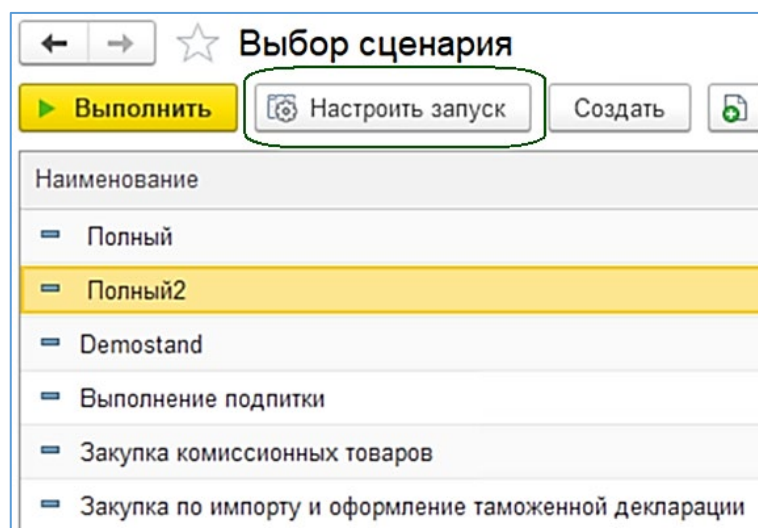 Выбор сценария
Выполнить Настроить запуск Создать
Наименование
Полный
Полный2
Demostand
Выполнение подпитки
Закупка комиссионных товаров
Закупка по импорту и оформление таможенной декларации